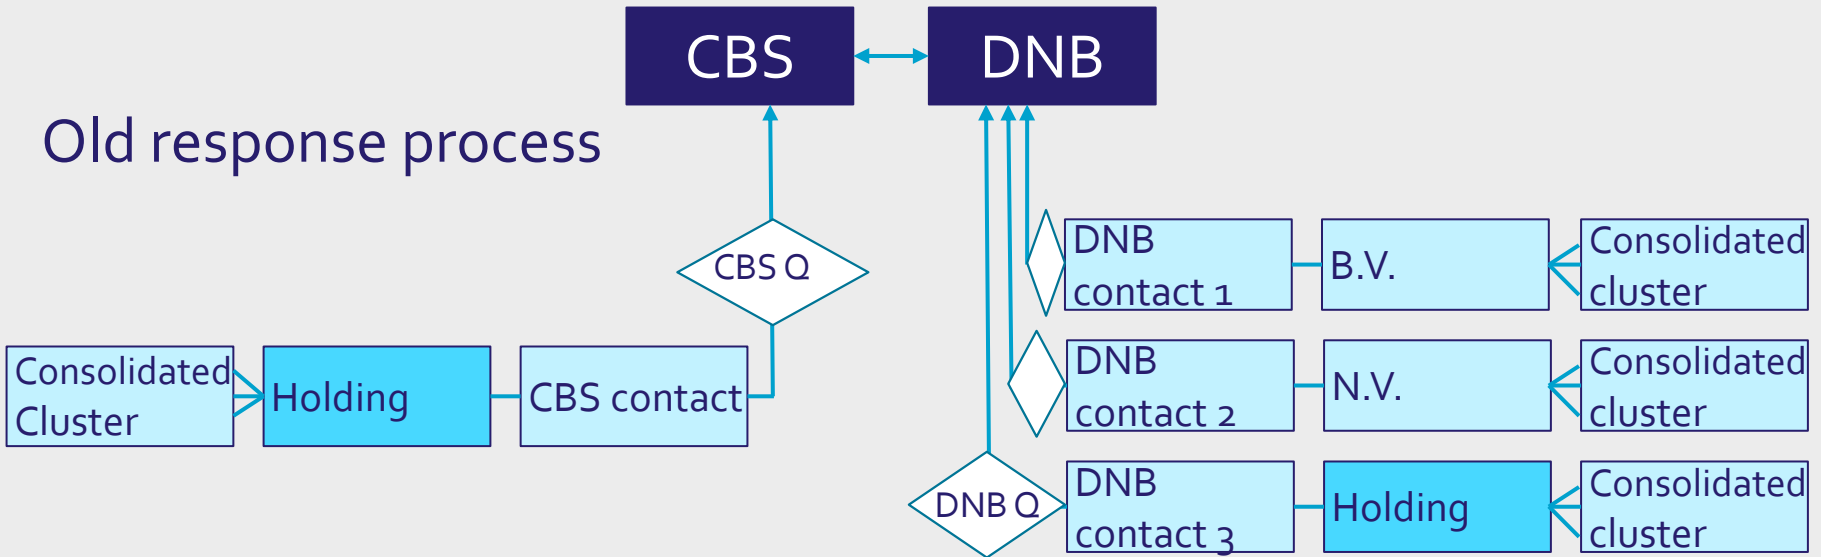 CBS
DNB
Old response process
CBS Q
DNB
contact 1
B.V.
Consolidated
cluster
Consolidated
Cluster
Holding
CBS contact
DNB
contact 2
N.V.
Consolidated
cluster
DNB Q
DNB
contact 3
Holding
Consolidated
cluster